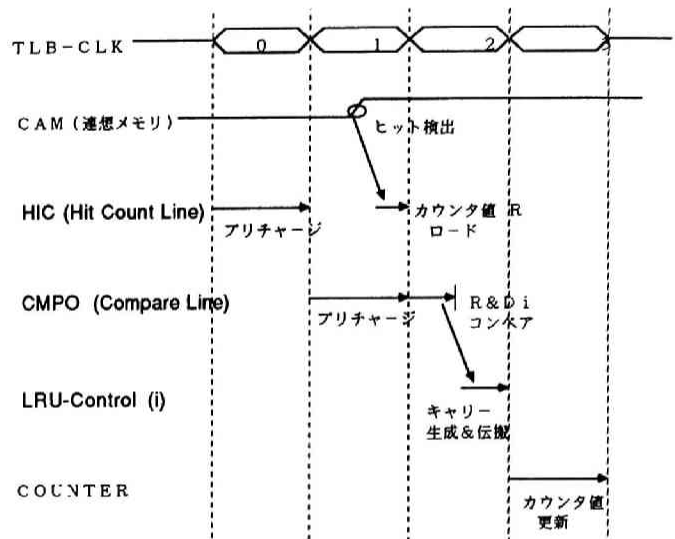 TLB-CLK
0
1
2
3
CAM(連想メモリ)
ヒット検出
HIC (Hit Count Line)
プリチャージ
カウンタ値 R
ロード
CMPO (Compare Line)
プリチャージ
R&Di
コンペア
LRU-Control (i)
キャリー
生成&伝搬
COUNTER
カウンタ値
更新